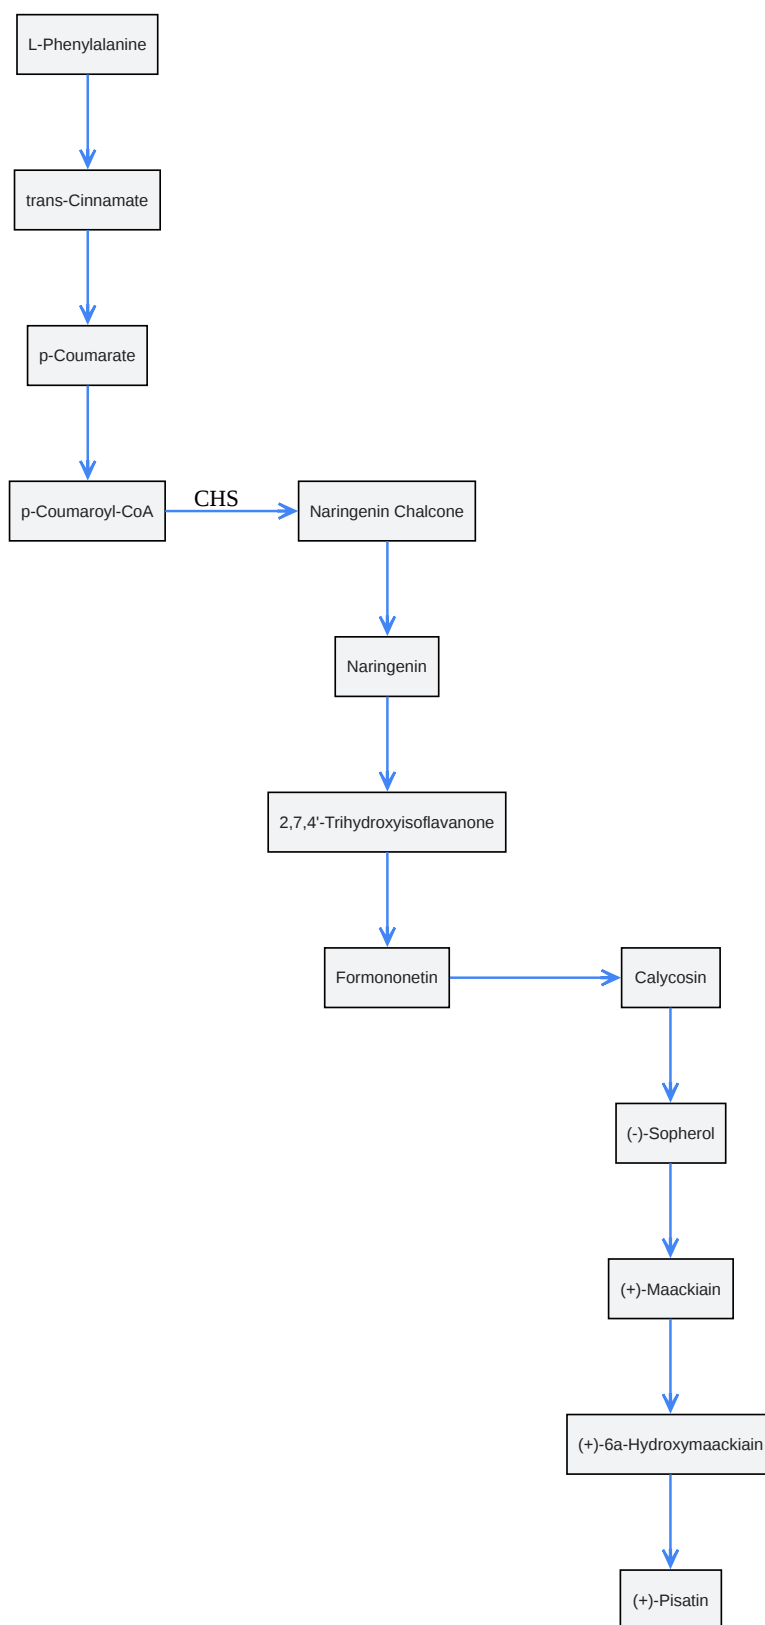 L-Phenylalanine
trans-Cinnamate
p-Coumarate
p-Coumaroyl-CoA
CHS
Naringenin Chalcone
Naringenin
2,7,4'-Trihydroxyisoflavanone
Formononetin
Calycosin
(-)-Sopherol
(+)-Maackiain
(+)-6a-Hydroxymaackiain
(+)-Pisatin